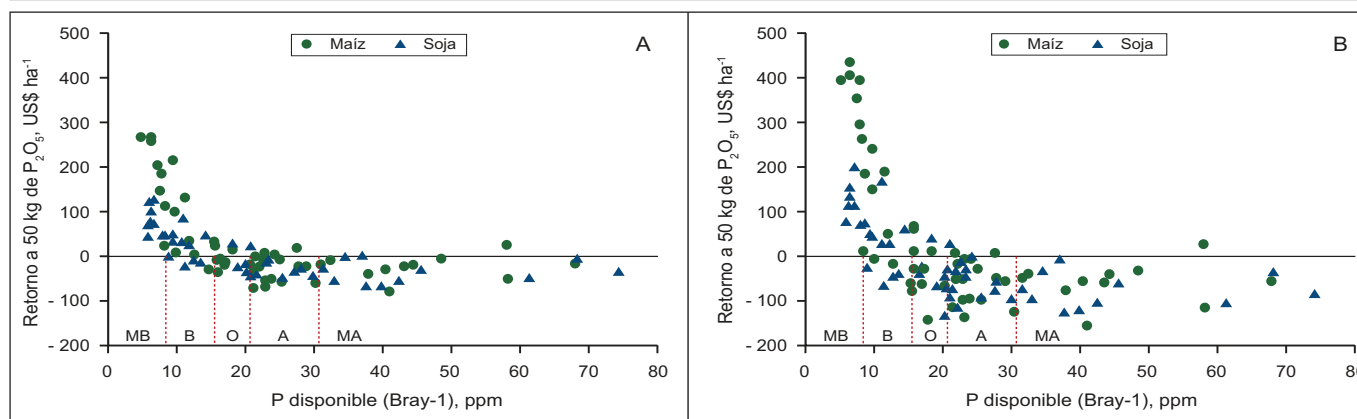 500
400
300
200
100
0
- 100
- 200
Retorno a 50 kg de P2O5, US$ ha-1
Maíz Soja
A
MB B O A MA
0 10 20 30 40 50 60 70 80
P disponible (Bray-1), ppm
500
400
300
200
100
0
- 100
- 200
Retorno a 50 kg de P2O5, US$ ha-1
Maíz Soja
B
MB B O A MA
0 10 20 30 40 50 60 70 80
P disponible (Bray-1), ppm